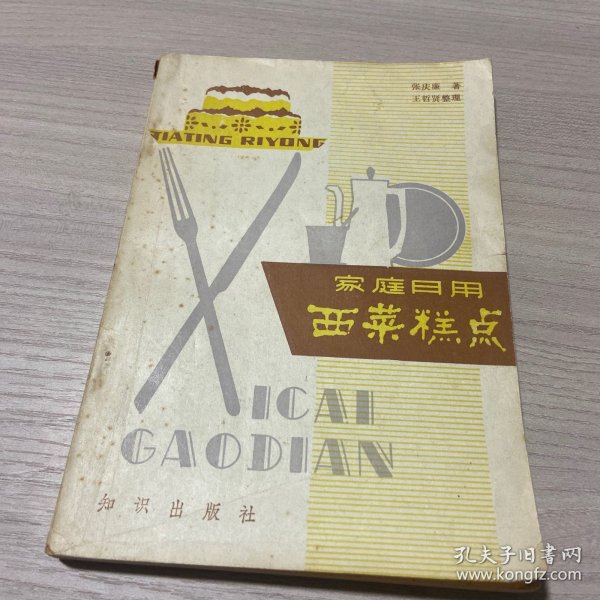 张庆廉 著
王哲贤整理
JIATING RIYONG
家庭日用
西菜糕点
XICAI
GAODIAN
知识出版社
孔夫子旧书网
www.kongfz.com